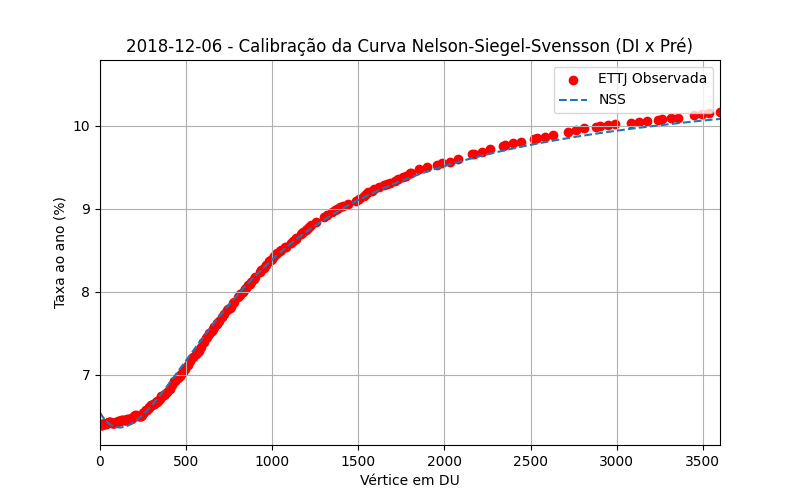 2018-12-06 - Calibração da Curva Nelson-Siegel-Svensson (DI x Pré)
ETTJ Observada
NSS
Taxa ao ano (%)
10
9
8
7
0 500 1000 1500 2000 2500 3000 3500
Vértice em DU